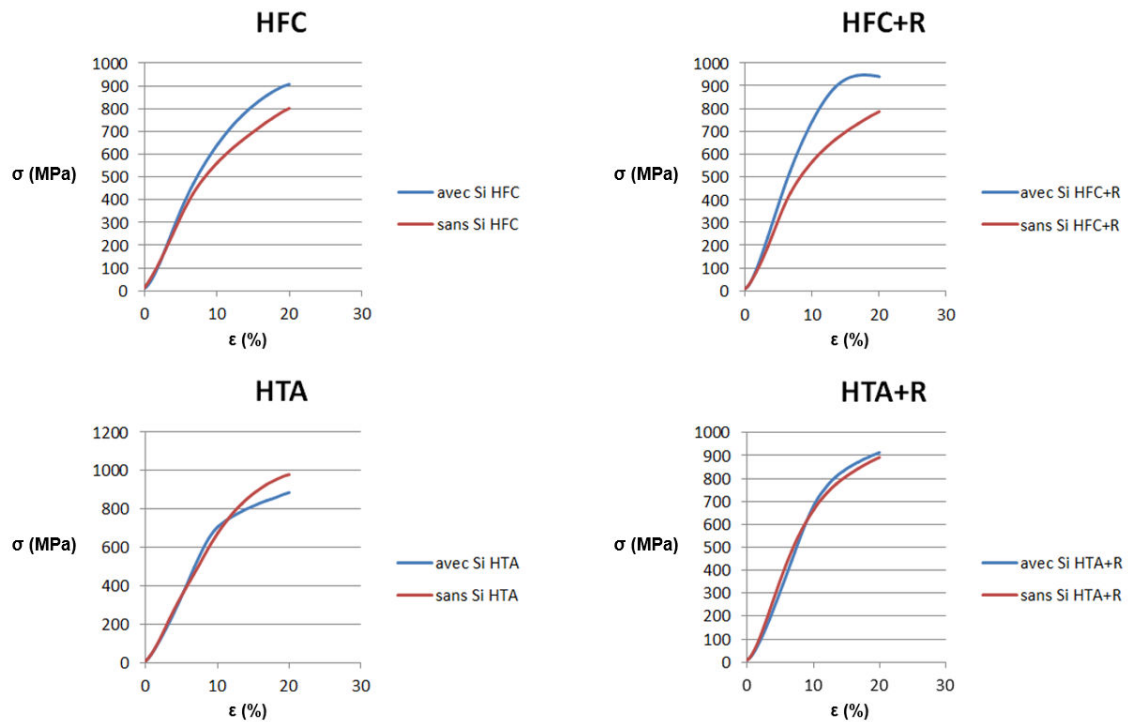 HFC
1000
900
800
700
600
500
400
300
200
100
0
σ (MPa)
0 10 20 30
ε (%)
avec Si HFC
sans Si HFC
HFC+R
1000
900
800
700
600
500
400
300
200
100
0
σ (MPa)
0 10 20 30
ε (%)
avec Si HFC+R
sans Si HFC+R
HTA
1200
1000
800
600
400
200
0
σ (MPa)
0 10 20 30
ε (%)
avec Si HTA
sans Si HTA
HTA+R
1000
900
800
700
600
500
400
300
200
100
0
σ (MPa)
0 10 20 30
ε (%)
avec Si HTA+R
sans Si HTA+R